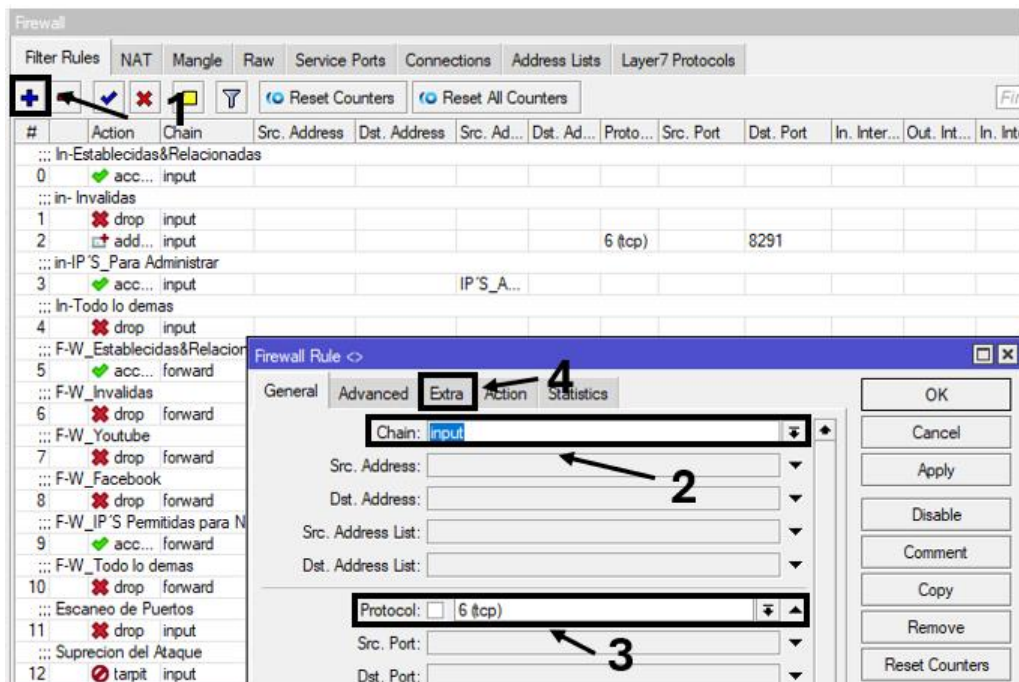 Firewall
Filter Rules NAT Mangle Raw Service Ports Connections Address Lists Layer7 Protocols
1 Reset Counters Reset All Counters
# Action Chain Src. Address Dst. Address Src. Ad... Dst. Ad... Proto... Src. Port Dst. Port In. Inter... Out. Int...
;;; In-Establecidas&Relacionadas
0 acc... input
;;; in- Invalidas
1 drop input
2 add... input 6 (tcp) 8291
;;; in-IP´S_Para Administrar
3 acc... input IP´S_A...
;;; In-Todo lo demas
4 drop input
;;; F-W_Establecidas&Relacion
5 acc... forward
;;; F-W_Invalidas
6 drop forward
;;; F-W_Youtube
7 drop forward
;;; F-W_Facebook
8 drop forward
;;; F-W_IP´S Permitidas para N
9 acc... forward
;;; F-W_Todo lo demas
10 drop forward
;;; Escaneo de Puertos
11 drop input
;;; Suprecion del Ataque
12 tarpit input
Firewall Rule <>
General Advanced Extra Action Statistics
4
Chain: input
2
Src. Address:
Dst. Address:
Src. Address List:
Dst. Address List:
Protocol: 6 (tcp)
3
Src. Port:
Dst. Port:
OK
Cancel
Apply
Disable
Comment
Copy
Remove
Reset Counters